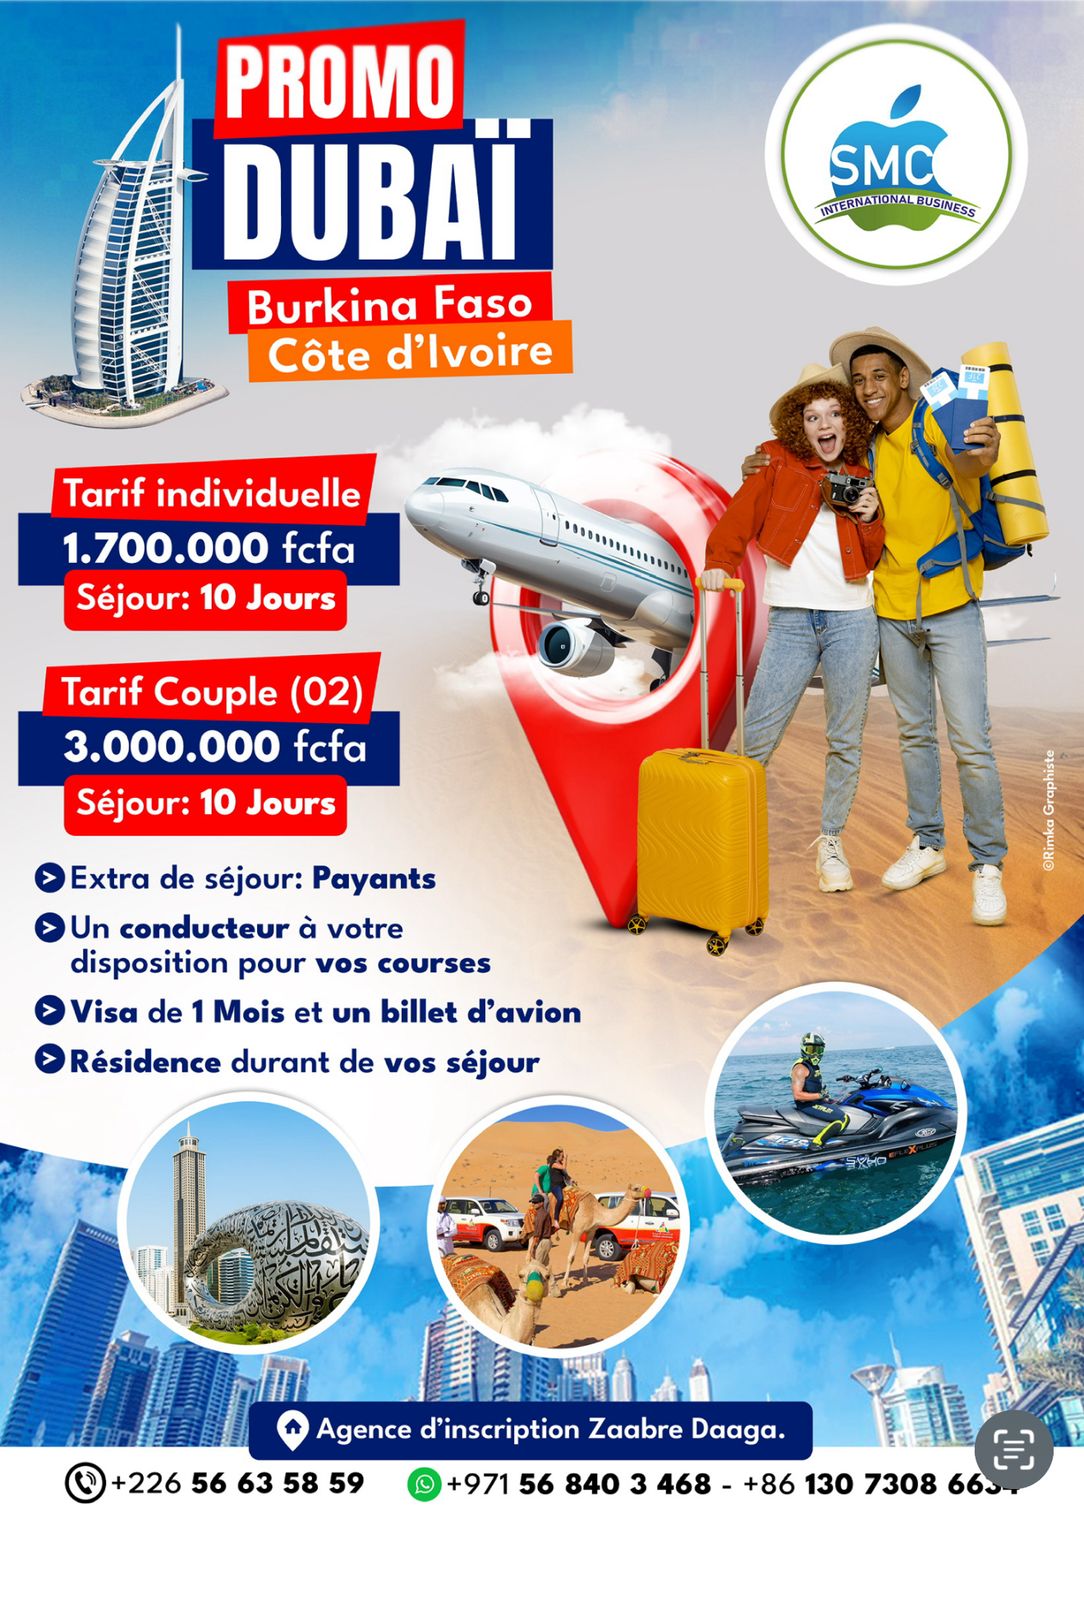 PROMO
DUBAÏ
Burkina Faso
Côte d'Ivoire
SMC
INTERNATIONAL BUSINESS
Tarif individuelle
1.700.000 fcfa
Séjour: 10 Jours
Tarif Couple (02)
3.000.000 fcfa
Séjour: 10 Jours
Extra de séjour: Payants
Un conducteur à votre
disposition pour vos courses
Visa de 1 Mois et un billet d'avion
Résidence durant de vos séjour
©Rimka Graphiste
Agence d'inscription Zaabre Daaga.
+226 56 63 58 59
+971 56 840 3 468 - +86 130 7308